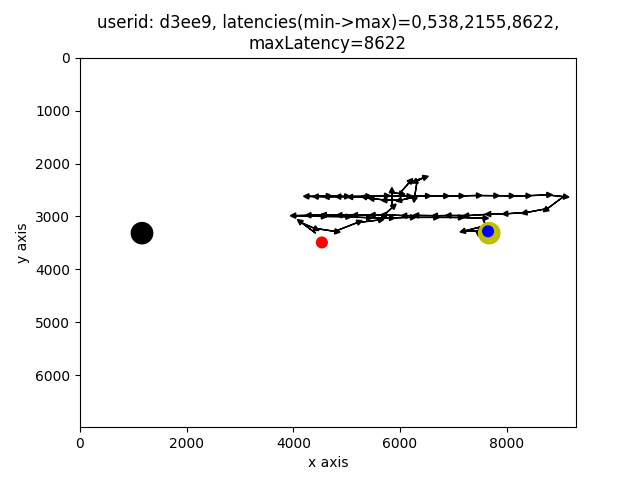 userid: d3ee9, latencies(min->max)=0,538,2155,8622,
maxLatency=8622
0
1000
2000
3000
4000
5000
6000
y axis
0 2000 4000 6000 8000
x axis